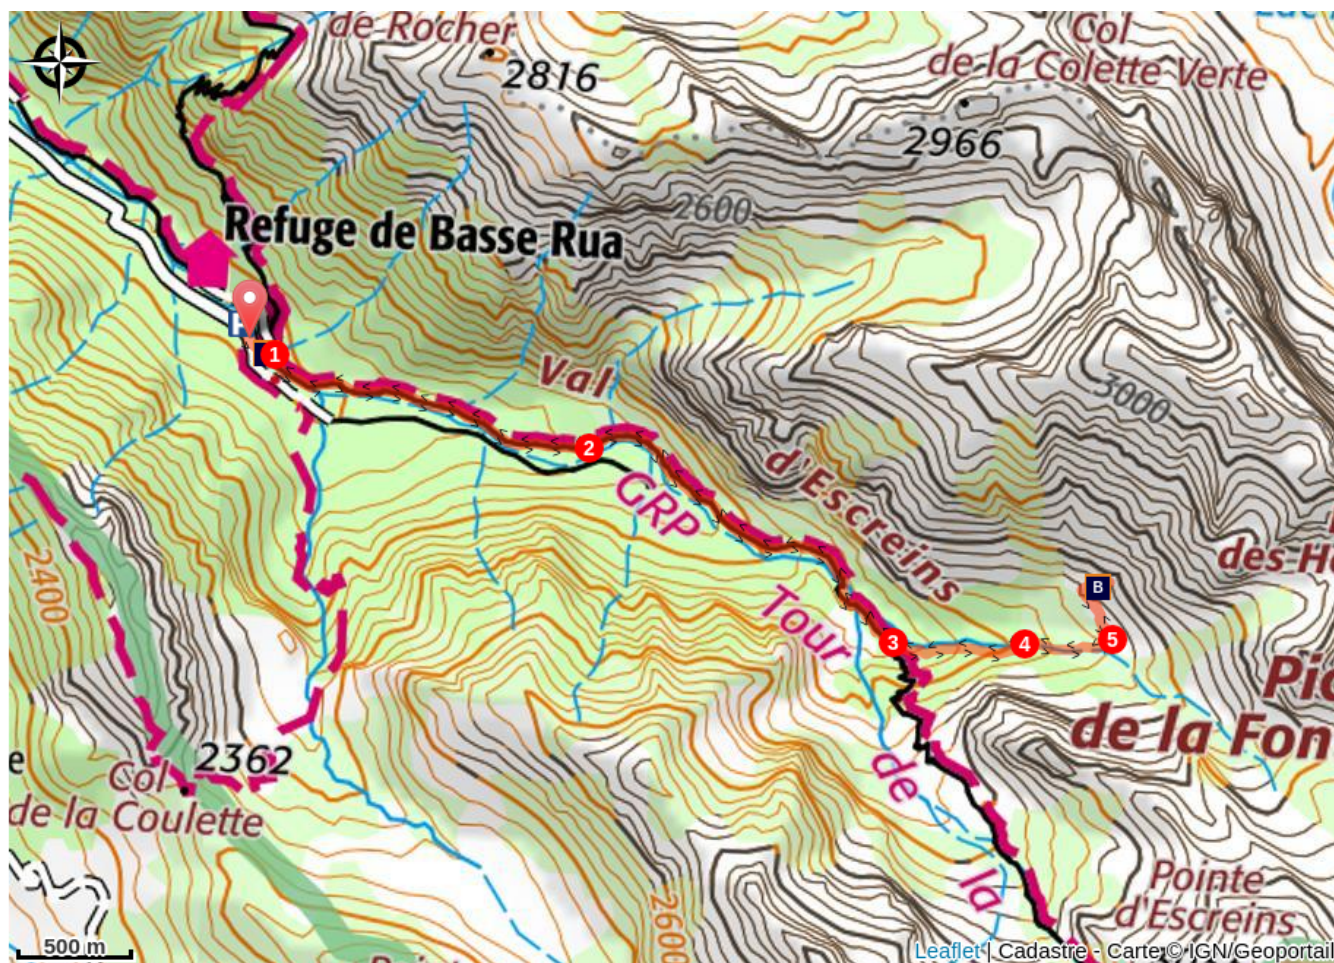 de Rocher
2816
Col
de la Colette Verte
2966
2600
Refuge de Basse Rua
P
1
Val
3000
2
d'Escreins
GRP
des
2400
B
Tour
3
4
5
de la Fon
2362
Col
de la Coulette
de
la
Pointe
d'Escreins
2600
500 m
Leaflet | Cadastre - Carte © IGN/Geoportail